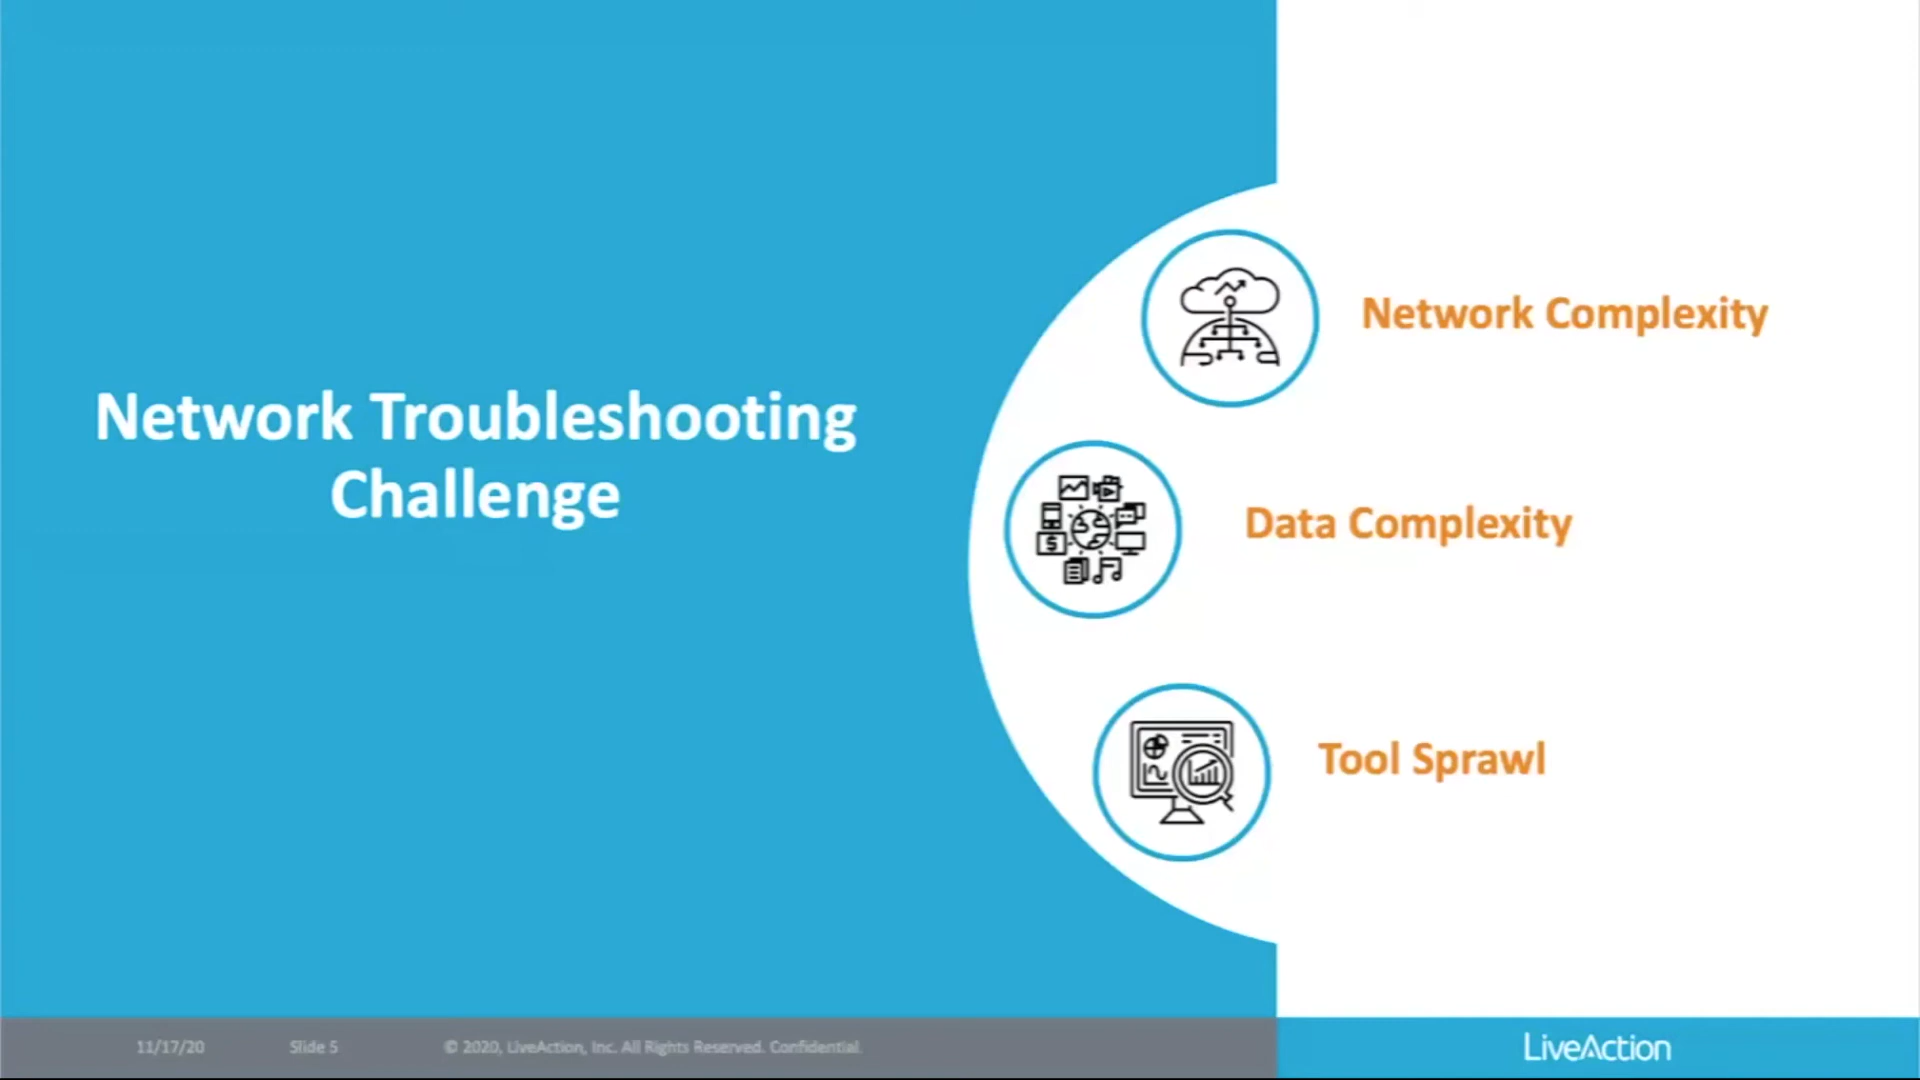 Network Troubleshooting
Challenge
Network Complexity
Data Complexity
$
Tool Sprawl
11/17/20
Slide 5
© 2020, LiveAction, Inc. All Rights Reserved. Confidential.
LiveAction